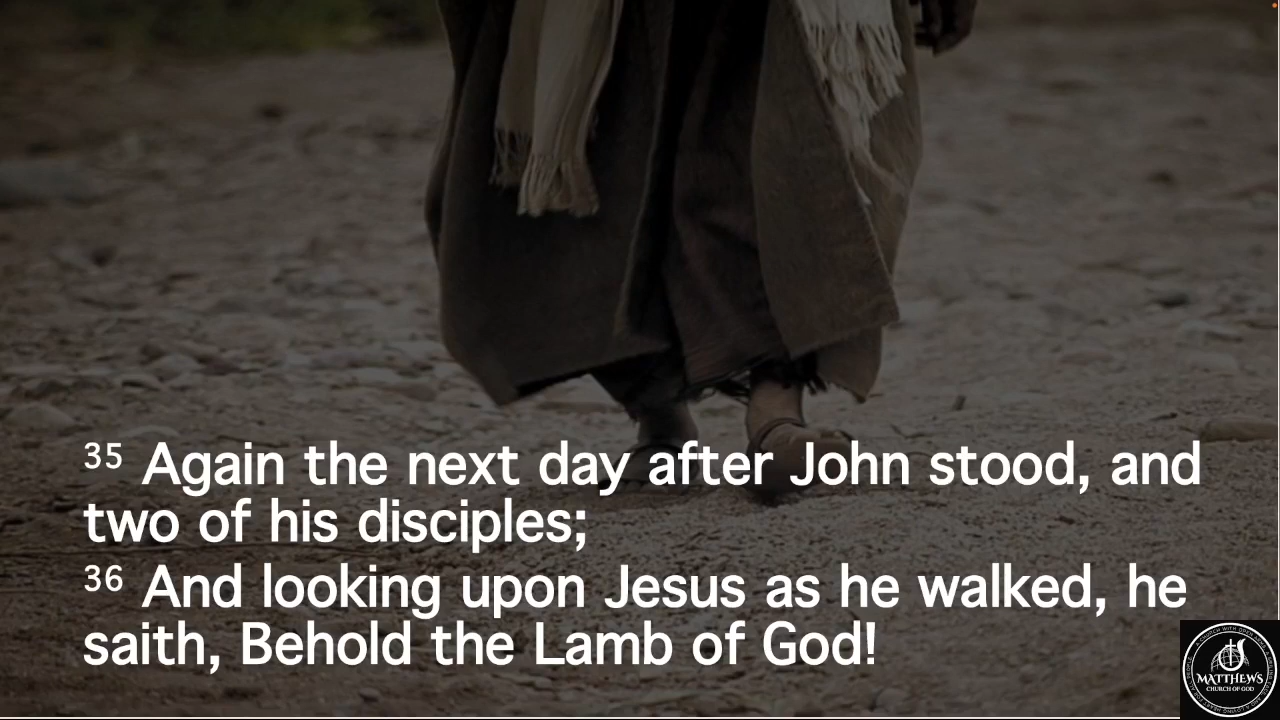 35 Again the next day after John stood, and
two of his disciples;
36 And looking upon Jesus as he walked, he
saith, Behold the Lamb of God!
MATTHEWS
CHURCH OF GOD